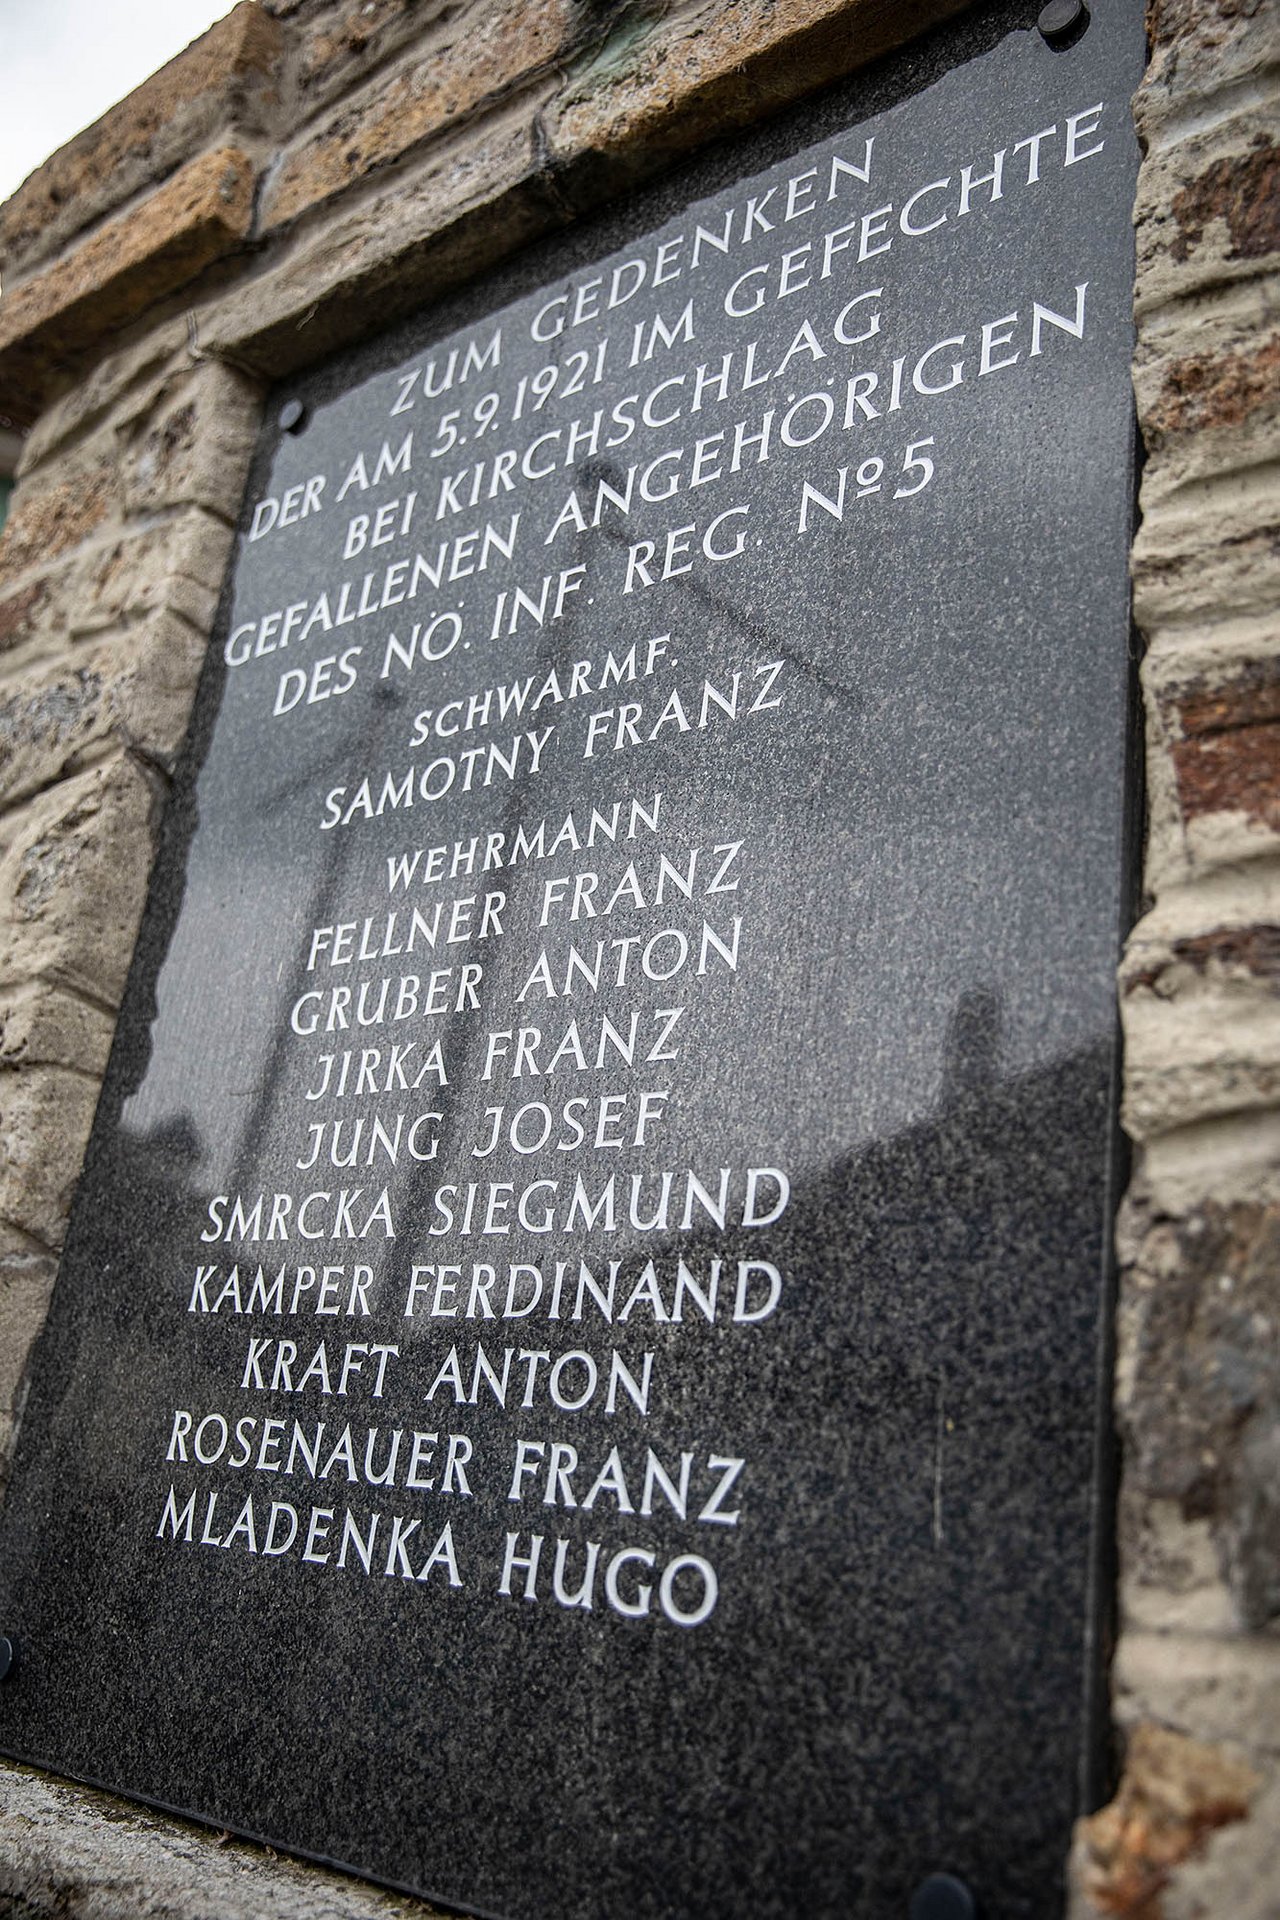 ZUM GEDENKEN
DER AM 5.9.1921 IM GEFECHTE
BEI KIRCHSCHLAG
GEFALLENEN ANGEHÖRIGEN
DES NÖ. INF. REG. Nº 5
SCHWARMF.
SAMOTNY FRANZ
WEHRMANN
FELLNER FRANZ
GRUBER ANTON
JIRKA FRANZ
JUNG JOSEF
SMRCKA SIEGMUND
KAMPER FERDINAND
KRAFT ANTON
ROSENAUER FRANZ
MLADENKA HUGO